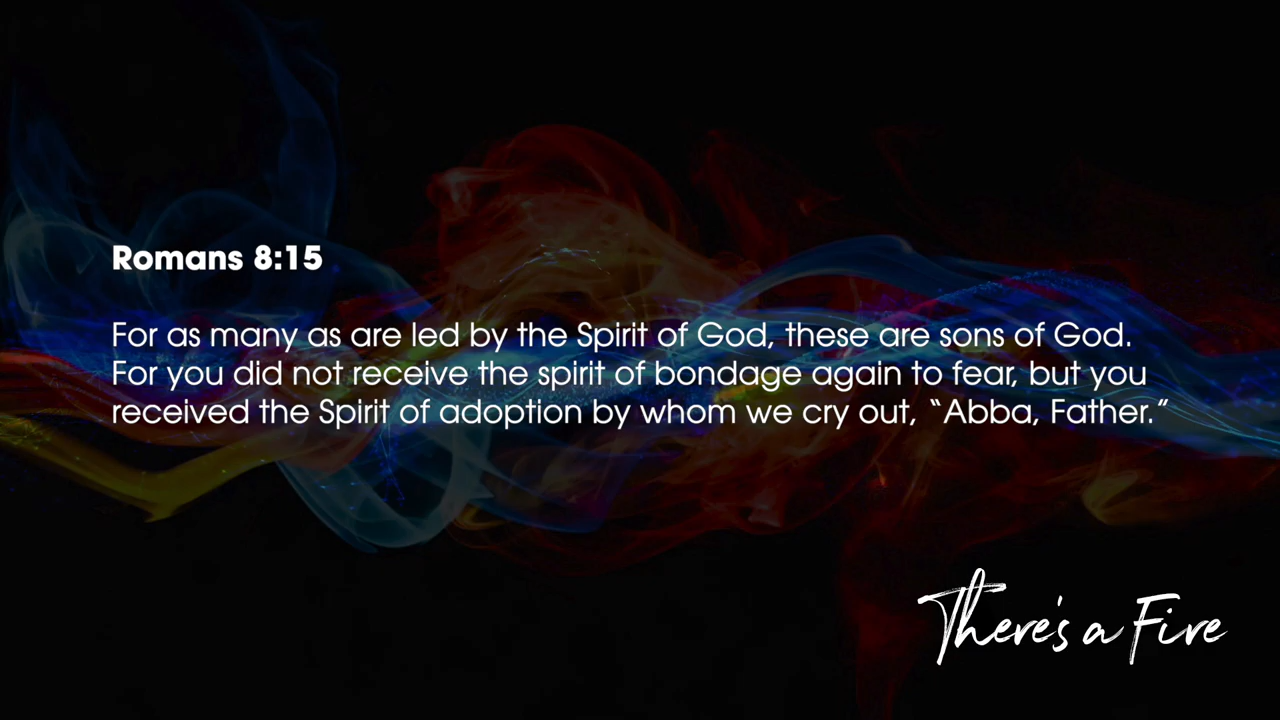 Romans 8:15
For as many as are led by the Spirit of God, these are sons of God.
For you did not receive the spirit of bondage again to fear, but you
received the Spirit of adoption by whom we cry out, “Abba, Father.”
There's a Fire